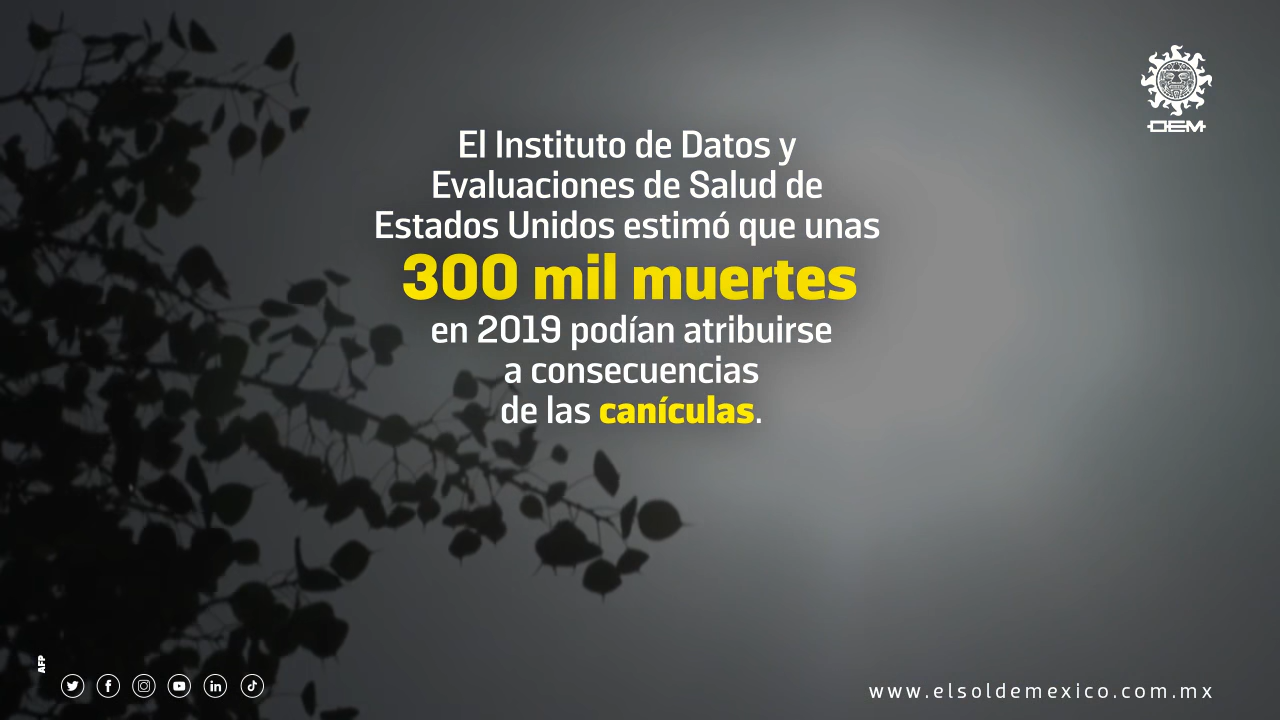 OEM
El Instituto de Datos y
Evaluaciones de Salud de
Estados Unidos estimó que unas
300 mil muertes
en 2019 podían atribuirse
a consecuencias
de las canículas.
AFP
www.elsoldemexico.com.mx